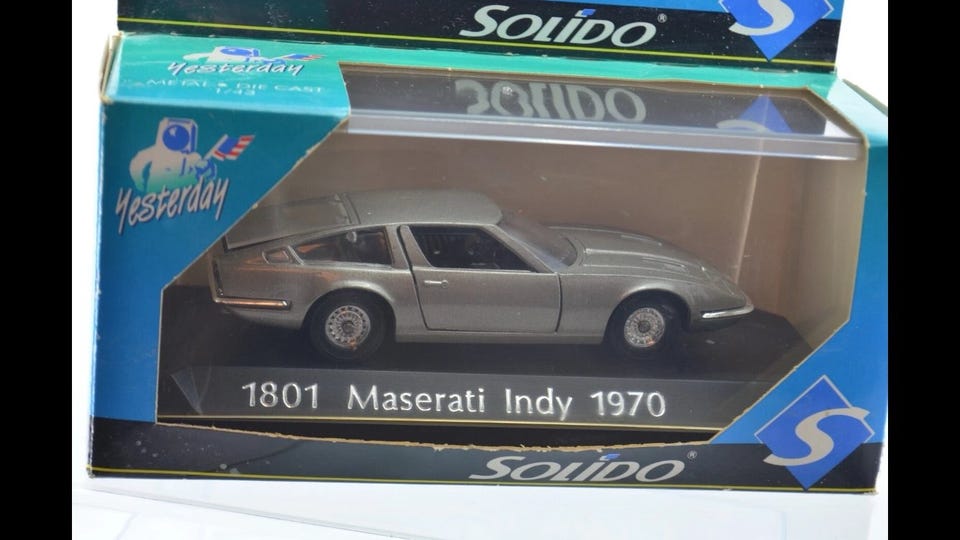 SOLIDO®
S
Yesterday
METAL • DIE CAST
1/43
SOLIDO
Yesterday
1801 Maserati Indy 1970
S
SOLIDO®